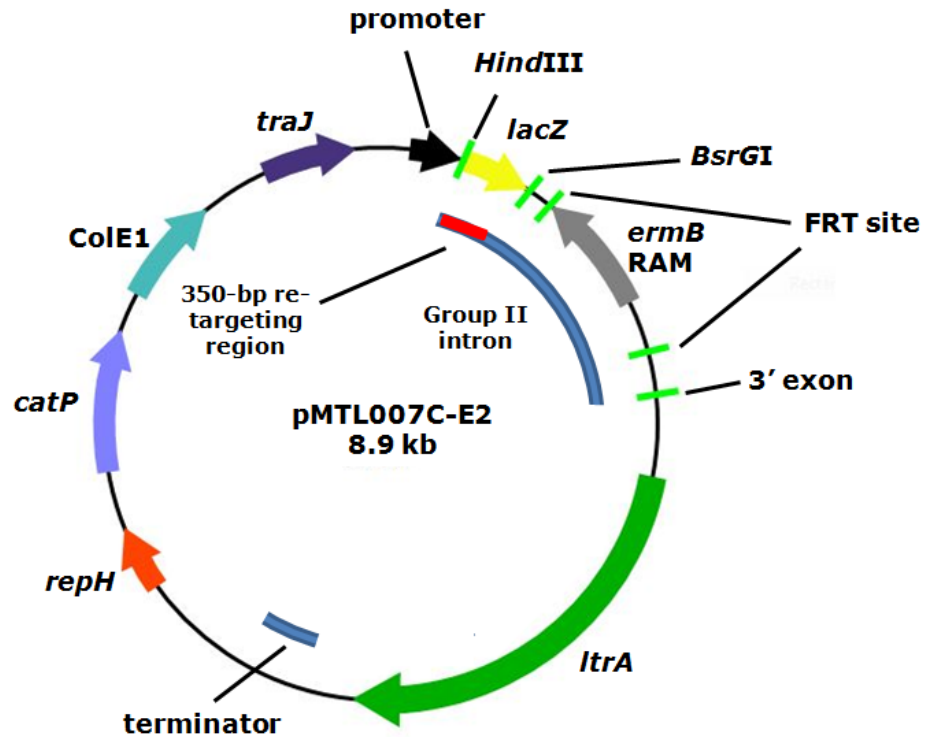 promoter
HindIII
traJ
lacZ
BsrGI
ColE1
ermB
RAM
FRT site
350-bp re-
targeting
region
Group II
intron
3′ exon
catP
pMTL007C-E2
8.9 kb
repH
ltrA
terminator